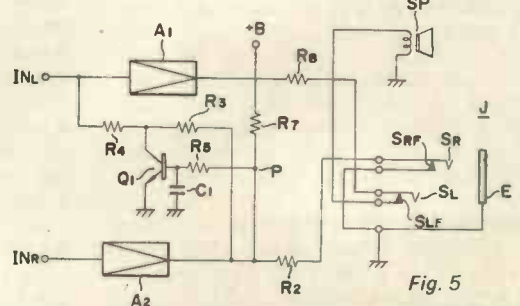 SP
A1
+B
R8
INL
R3
J
R4
R7
SRF
SR
R5
Q1
P
E
C1
SL
SLF
INR
R2
A2
Fig. 5